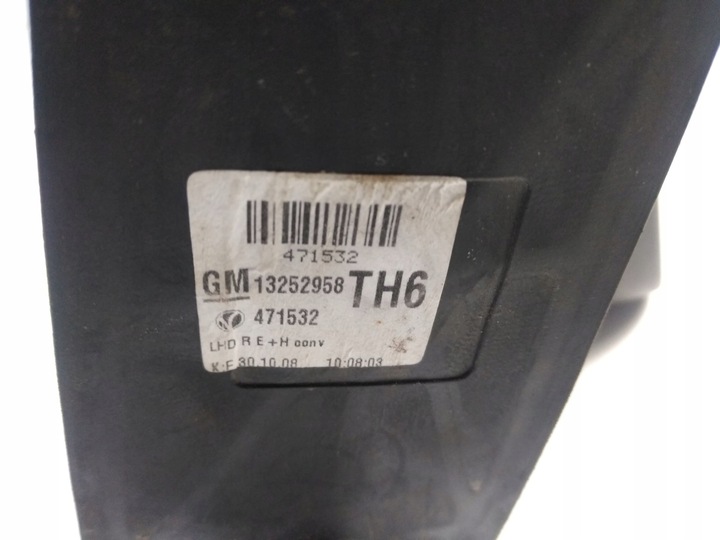 471532
GM 13252958 TH6
471532
LHD R E+H conv
K:F 30.10.08 10:08:03